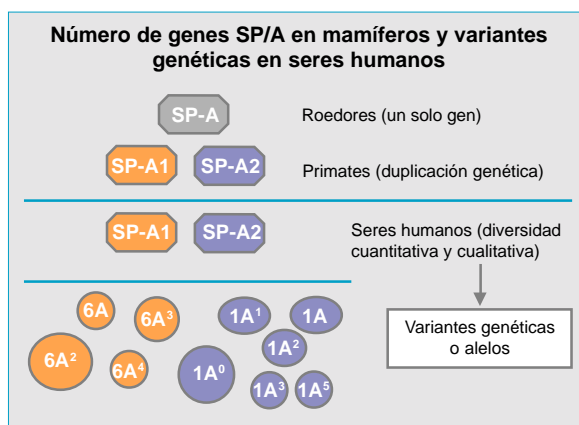 Número de genes SP/A en mamíferos y variantes
genéticas en seres humanos
SP-A
Roedores (un solo gen)
SP-A1
SP-A2
Primates (duplicación genética)
SP-A1
SP-A2
Seres humanos (diversidad
cuantitativa y cualitativa)
6A
6A³
1A¹
1A
6A²
6A⁴
1A⁰
1A²
1A³
1A⁵
Variantes genéticas
o alelos